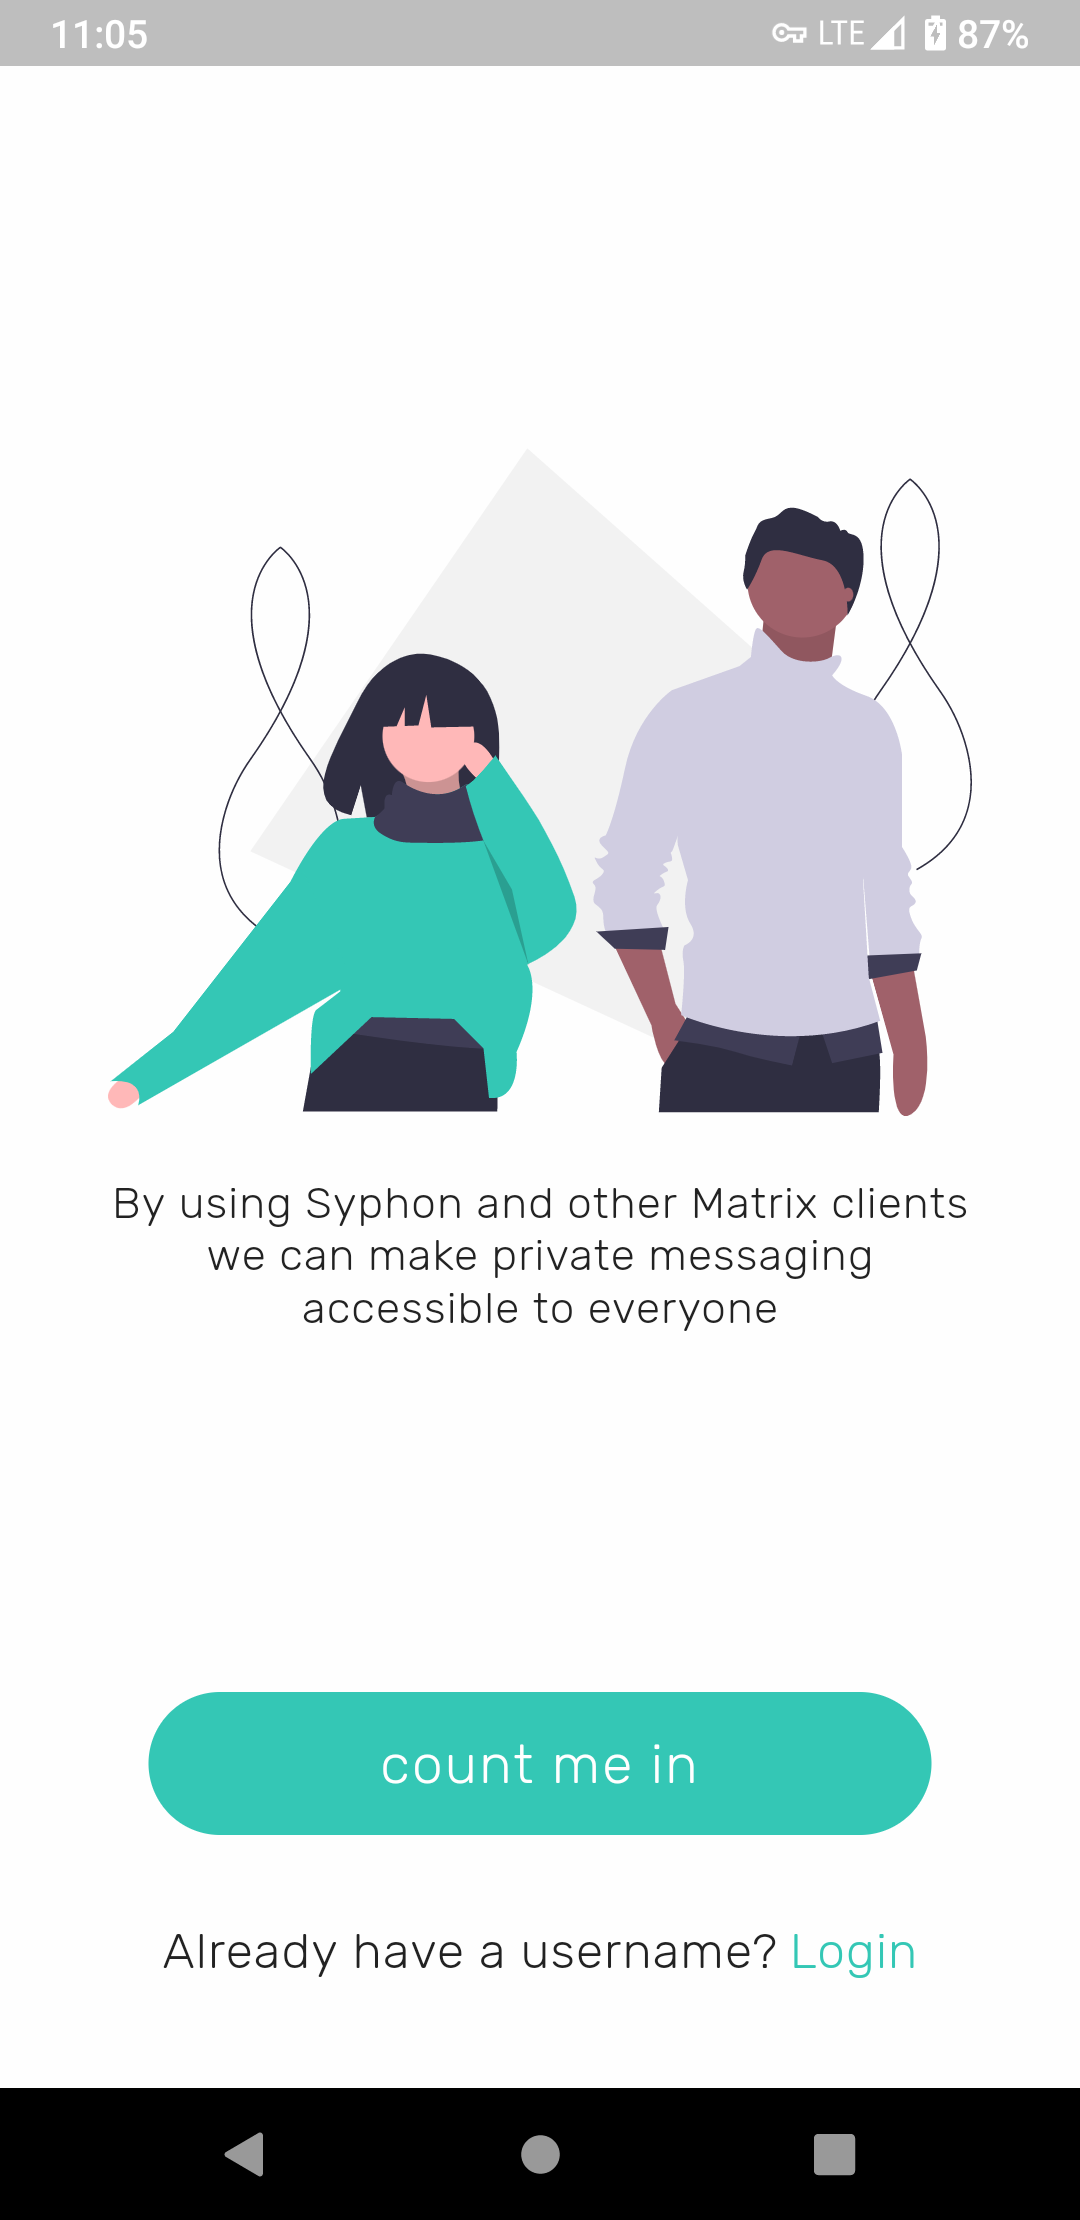 11:05 LTE 87%
By using Syphon and other Matrix clients
we can make private messaging
accessible to everyone
count me in
Already have a username? Login